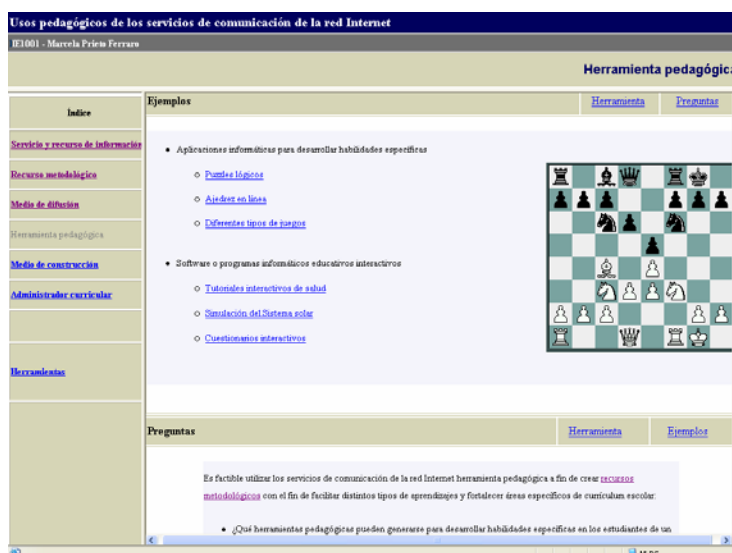 Usos pedagógicos de los servicios de comunicación de la red Internet
IE1001 - Marcela Prieto Ferraro
Herramienta pedagógica
Indice
Servicio y recurso de información
Recurso metodológico
Medio de difusión
Herramienta pedagógica
Medio de construcción
Administrador curricular
Herramientas
Ejemplos
Herramienta
Preguntas
Aplicaciones informáticas para desarrollar habilidades específicas
Puzzles lógicos
Ajedrez en línea
Diferentes tipos de juegos
Software o programas informáticos educativos interactivos
Tutoriales interactivos de salud
Simulación del Sistema solar
Cuestionarios interactivos
Preguntas
Herramienta
Ejemplos
Es factible utilizar los servicios de comunicación de la red Internet herramienta pedagógica a fin de crear recursos
metodológicos con el fin de facilitar distintos tipos de aprendizajes y fortalecer áreas específicos de currículum escolar:
¿Qué herramientas pedagógicas pueden generarse para desarrollar habilidades específicas en los estudiantes de un